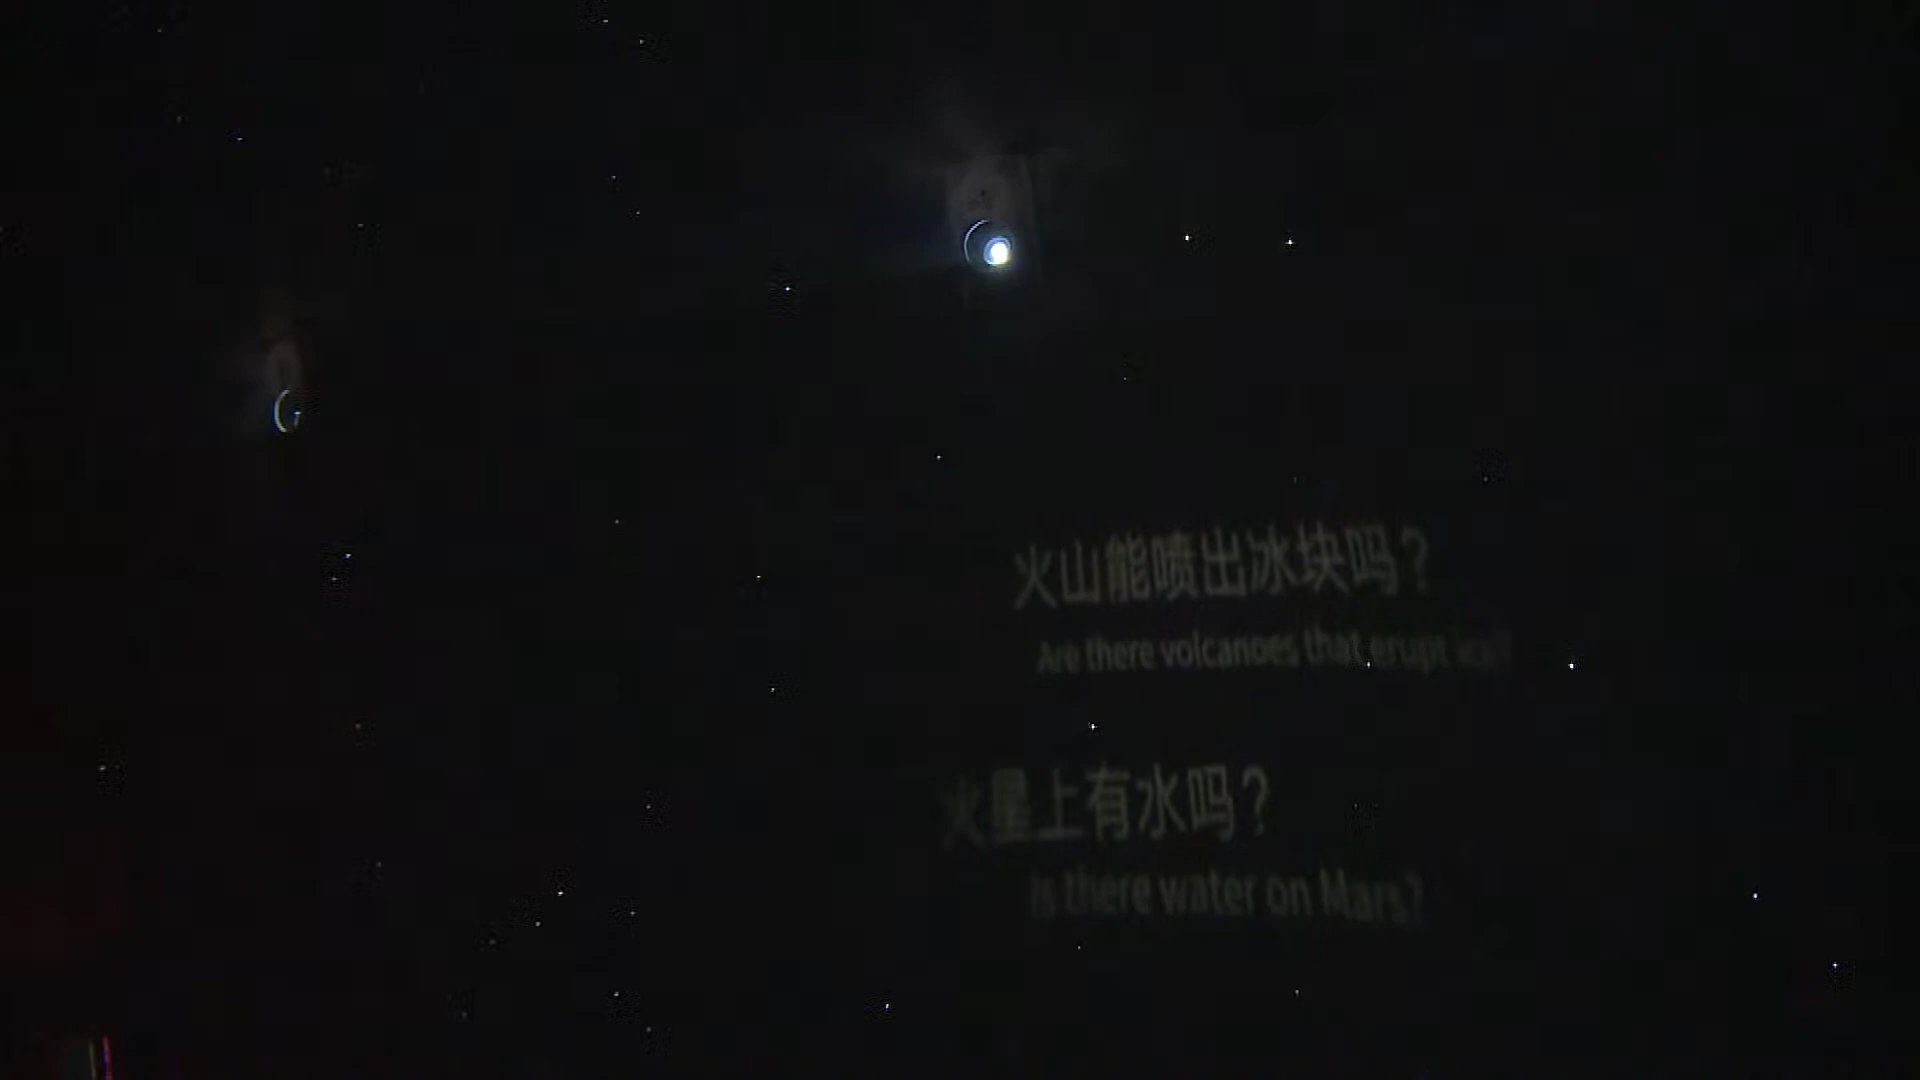 火山能喷出冰块吗？
Are there volcanoes that erupt ice?
火星上有水吗？
Is there water on Mars?